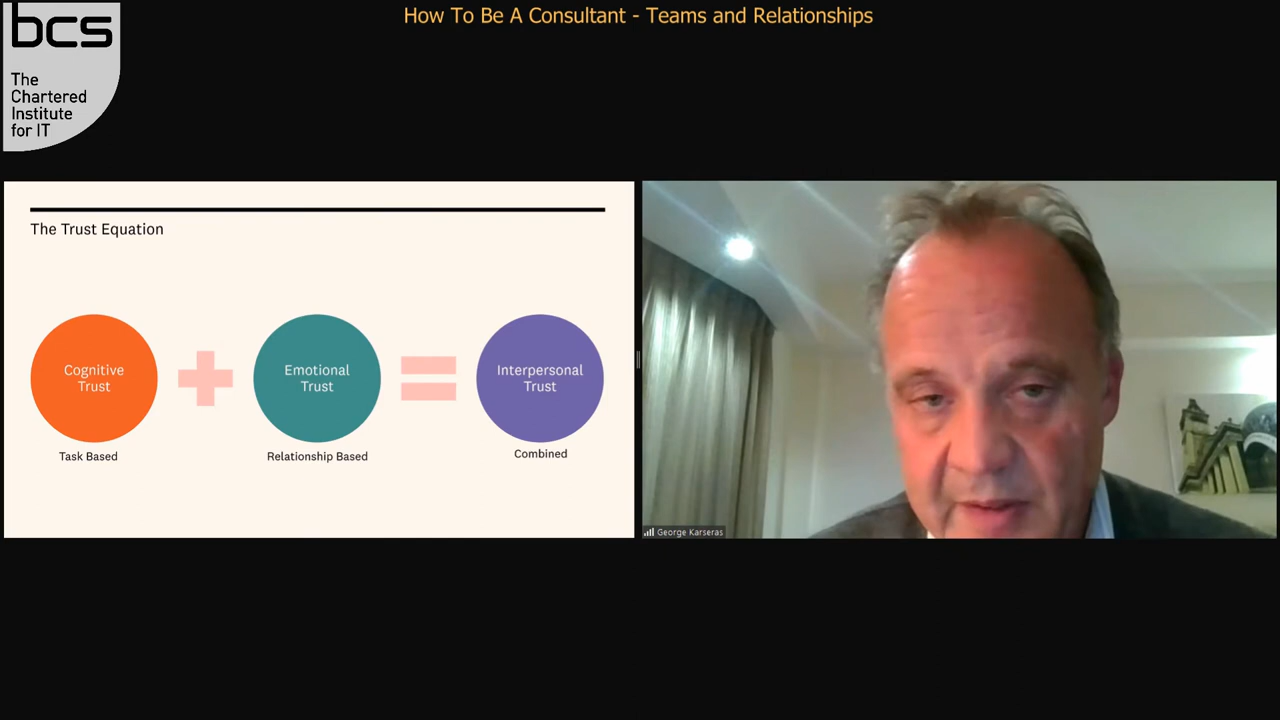 How To Be A Consultant - Teams and Relationships
bcs
The
Chartered
Institute
for IT
The Trust Equation
Cognitive
Trust
Emotional
Trust
Interpersonal
Trust
Task Based
Relationship Based
Combined
George Karseras